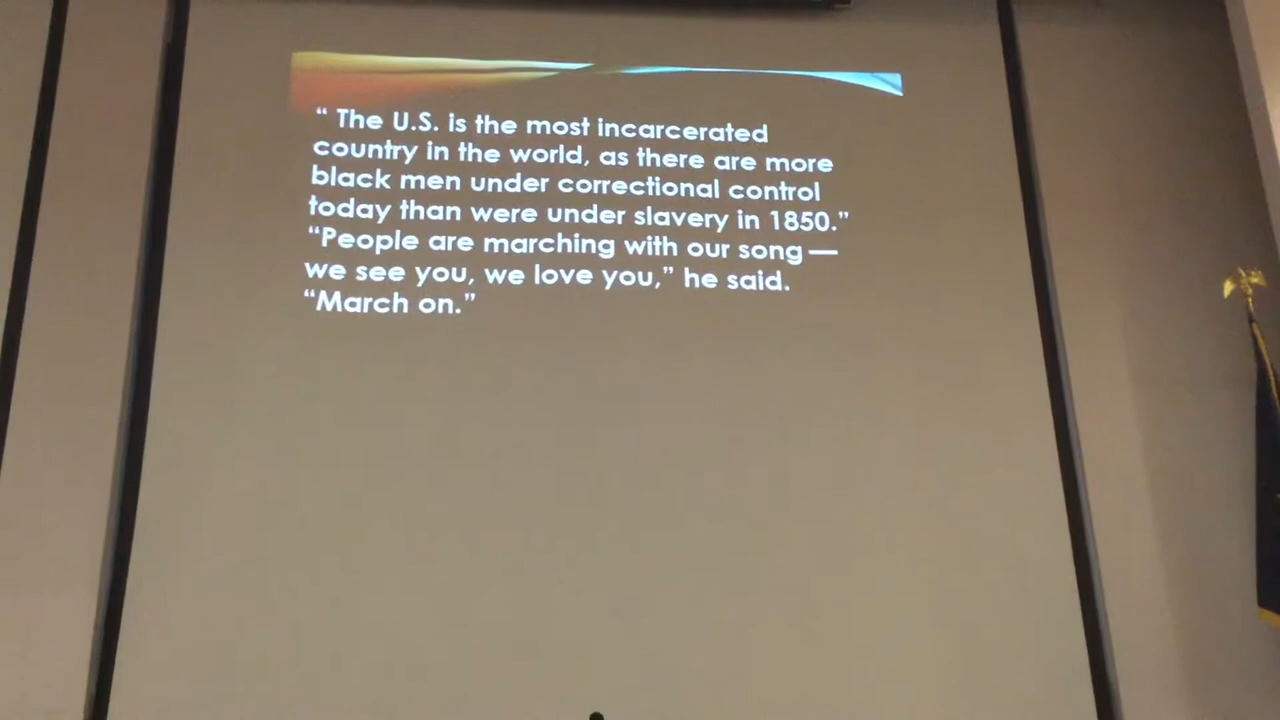 “ The U.S. is the most incarcerated
country in the world, as there are more
black men under correctional control
today than were under slavery in 1850.”
“People are marching with our song—
we see you, we love you,” he said.
“March on.”